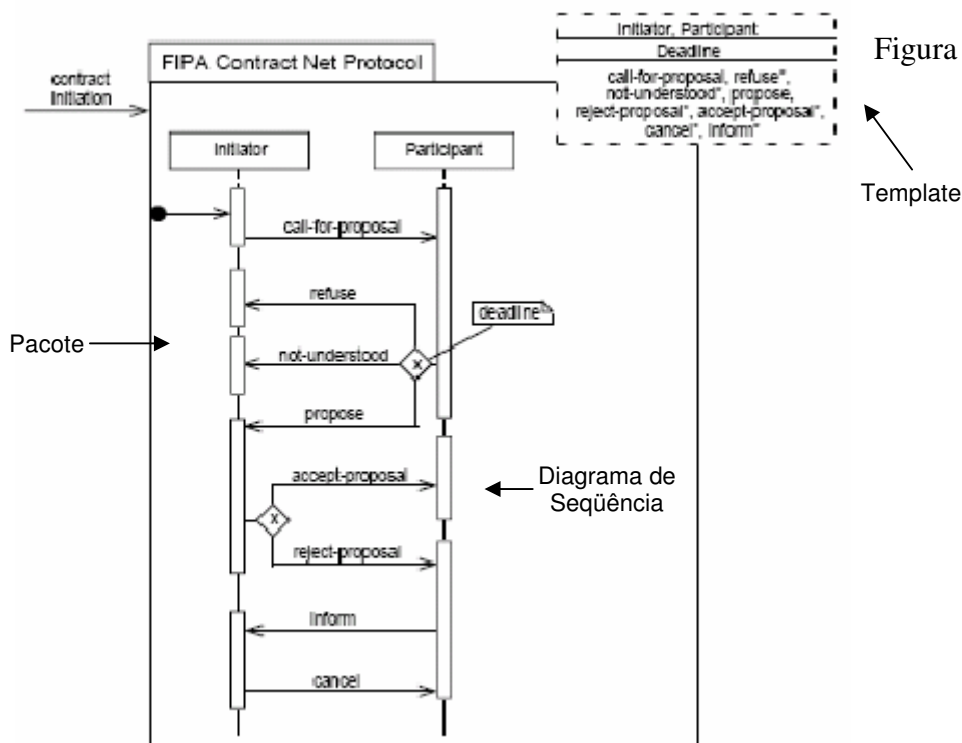 Initiator, Participant
Deadline
call-for-proposal, refuse*,
not-understood*, propose,
reject-proposal*, accept-proposal*,
cancel*, inform*
Figura
Template
FIPA Contract Net Protocol
contract
initiation
Initiator
Participant
call-for-proposal
refuse
deadline
Pacote
not-understood
x
propose
accept-proposal
Diagrama de
Seqüência
x
reject-proposal
inform
cancel